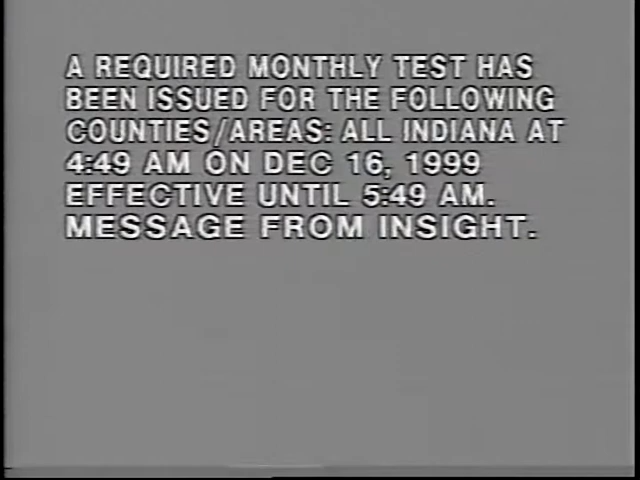 A REQUIRED MONTHLY TEST HAS
BEEN ISSUED FOR THE FOLLOWING
COUNTIES/AREAS: ALL INDIANA AT
4:49 AM ON DEC 16, 1999
EFFECTIVE UNTIL 5:49 AM.
MESSAGE FROM INSIGHT.